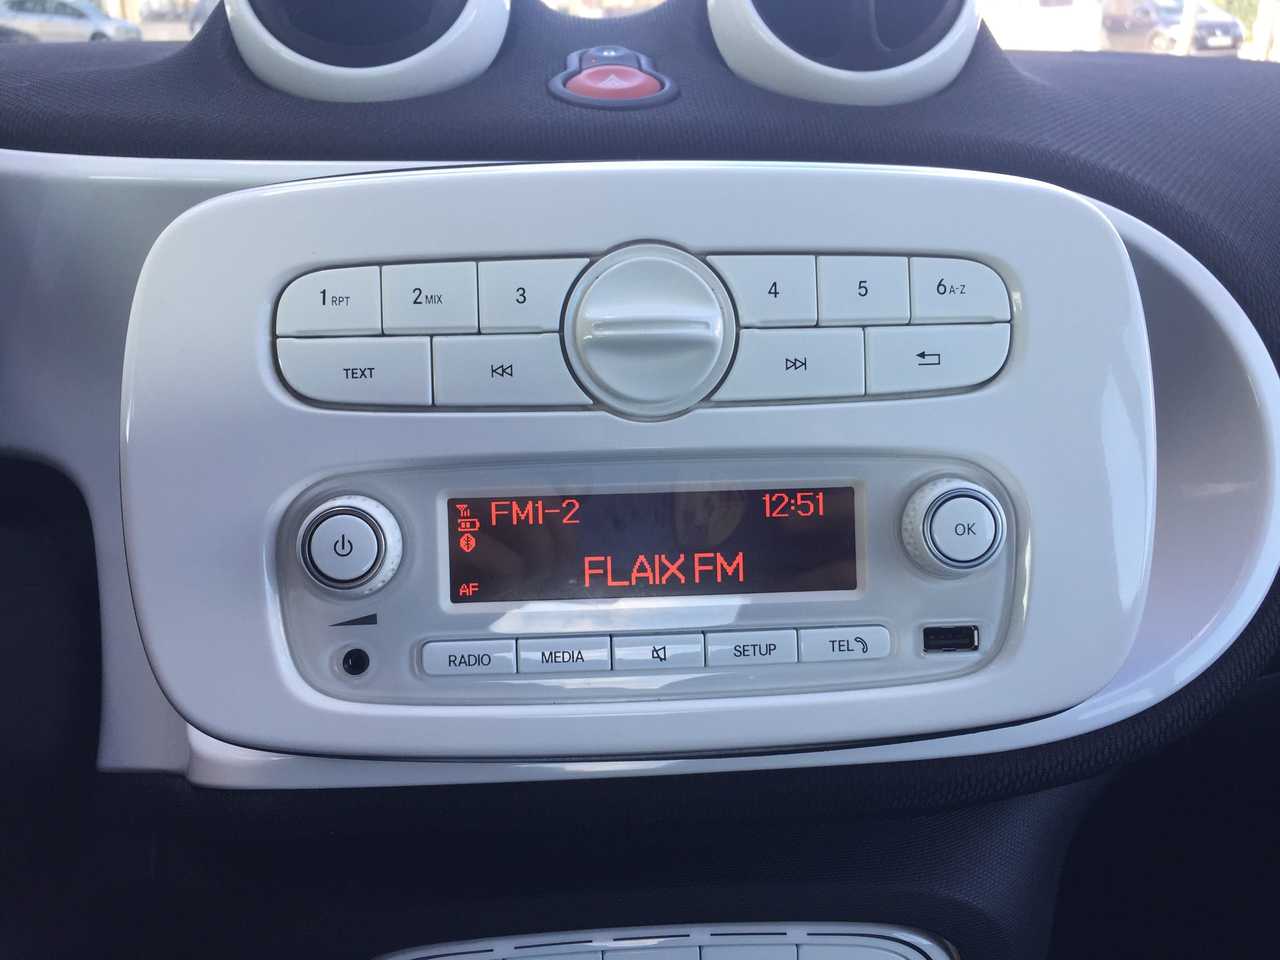 1 RPT 2 MIX 3 4 5 6 A-Z
TEXT
FM1-2 12:51
FLAIX FM
AF
OK
RADIO MEDIA SETUP TEL